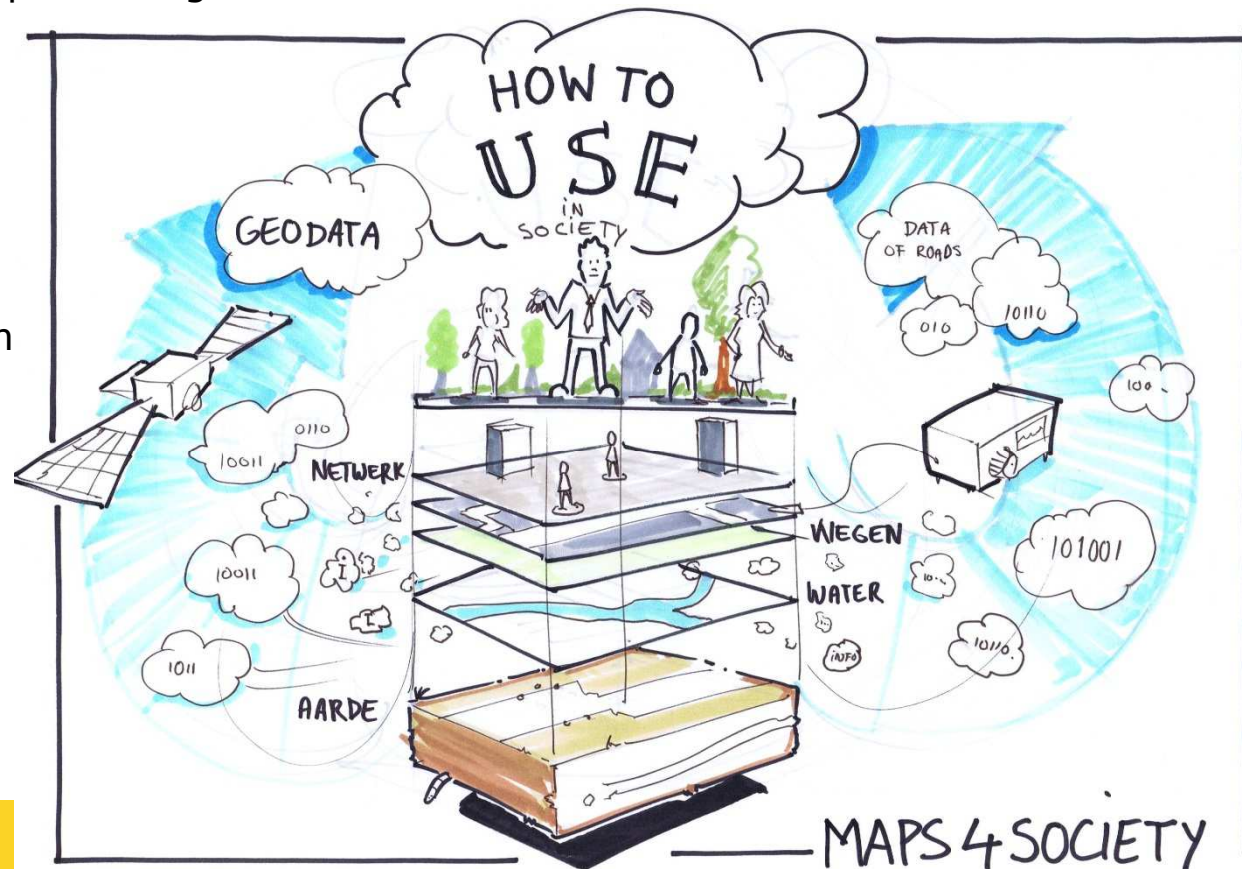 HOW TO
USE
IN
SOCIETY
GEODATA
DATA
OF ROADS
010
10110
100..
0110
10011
NETWERK
10011
I
I
1011
AARDE
WEGEN
WATER
101001
10..
10110.
INFO
MAPS 4 SOCIETY